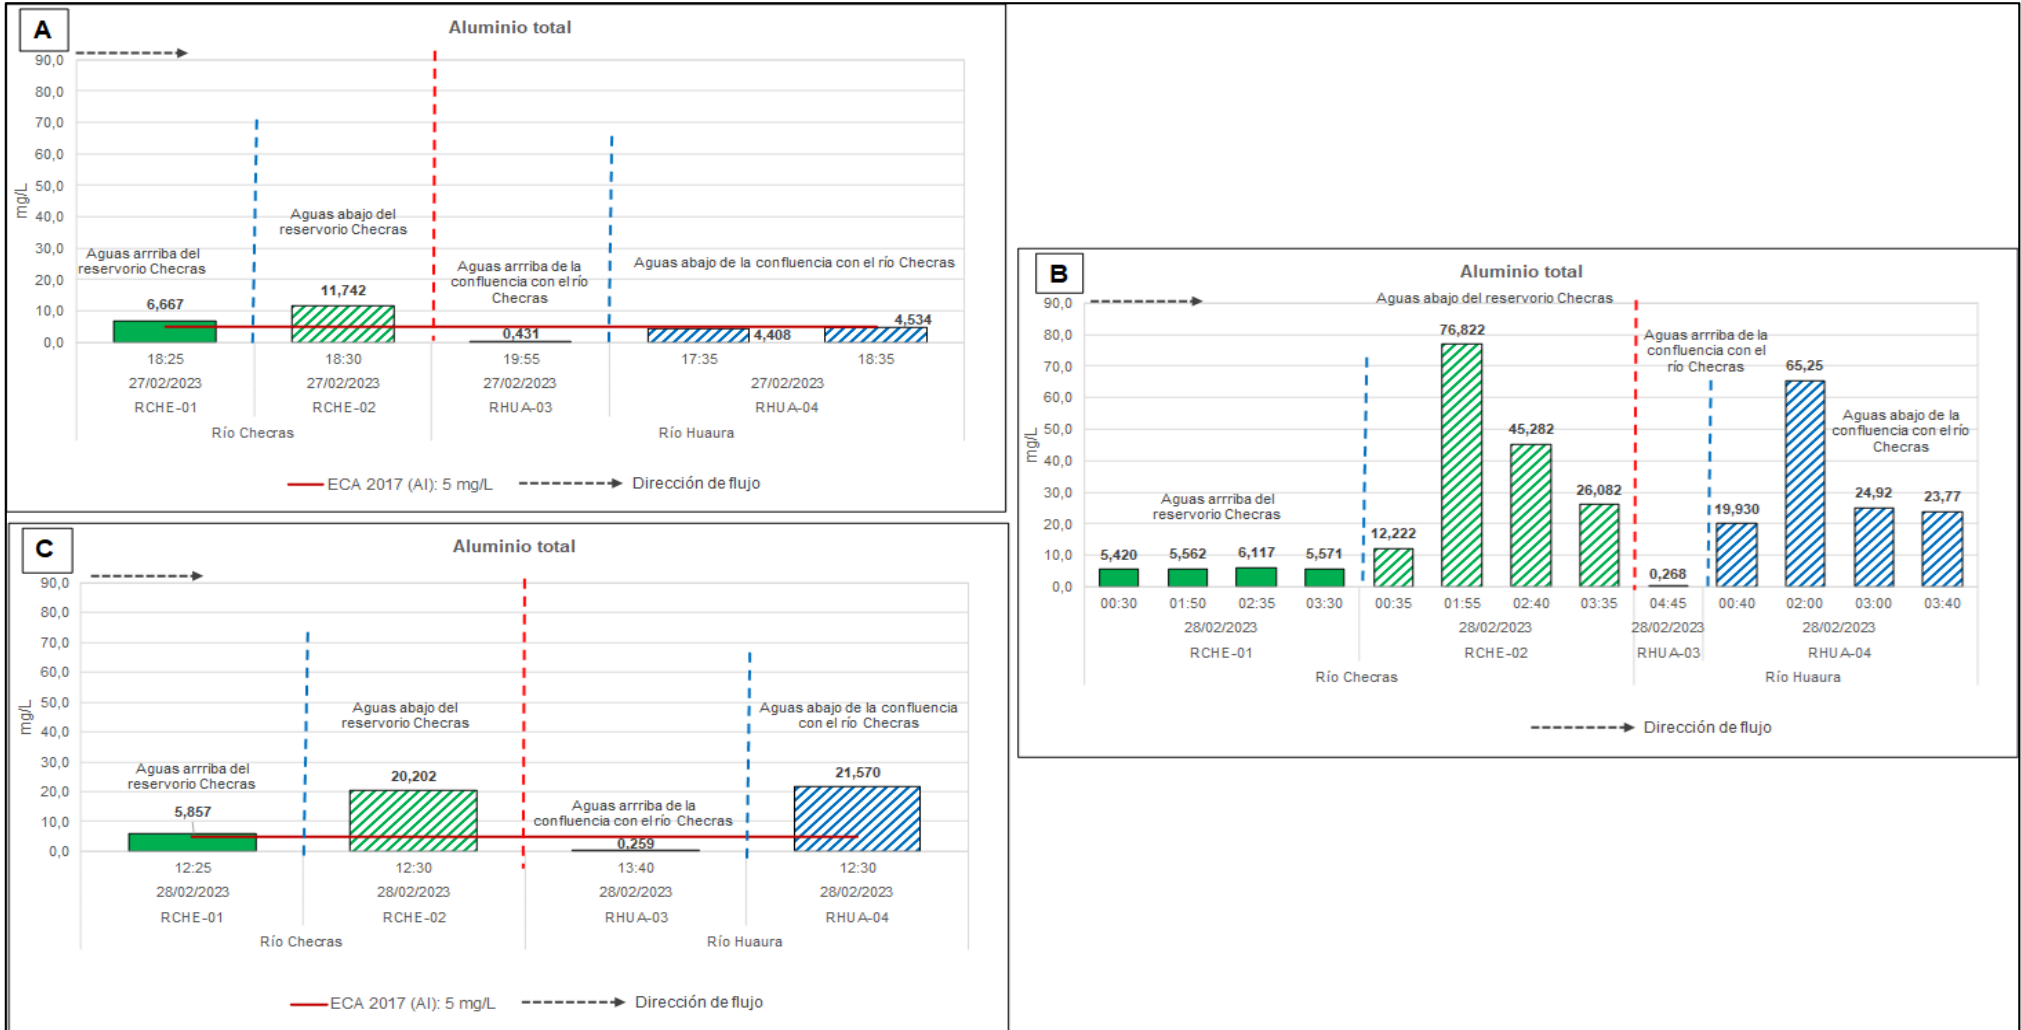 A
Aluminio total
90,0
80,0
70,0
60,0
50,0
40,0
30,0
20,0
10,0
0,0
mg/L
Aguas arrriba del
reservorio Checras
Aguas abajo del
reservorio Checras
Aguas arrriba de la
confluencia con el río
Checras
Aguas abajo de la confluencia con el río Checras
6,667
11,742
0,431
4,408
4,534
18:25
18:30
19:55
17:35
18:35
27/02/2023
27/02/2023
27/02/2023
27/02/2023
RCHE-01
RCHE-02
RHUA-03
RHUA-04
Río Checras
Río Huaura
ECA 2017 (Al): 5 mg/L
Dirección de flujo
B
Aluminio total
90,0
80,0
70,0
60,0
50,0
40,0
30,0
20,0
10,0
0,0
mg/L
Aguas arrriba del
reservorio Checras
Aguas abajo del reservorio Checras
Aguas arrriba de la
confluencia con el
río Checras
Aguas abajo de la
confluencia con el río
Checras
5,420
5,562
6,117
5,571
12,222
76,822
45,282
26,082
0,268
19,930
65,25
24,92
23,77
00:30
01:50
02:35
03:30
00:35
01:55
02:40
03:35
04:45
00:40
02:00
03:00
03:40
28/02/2023
28/02/2023
28/02/2023
28/02/2023
RCHE-01
RCHE-02
RHUA-03
RHUA-04
Río Checras
Río Huaura
Dirección de flujo
C
Aluminio total
90,0
80,0
70,0
60,0
50,0
40,0
30,0
20,0
10,0
0,0
mg/L
Aguas arrriba del
reservorio Checras
Aguas abajo del
reservorio Checras
Aguas arrriba de la
confluencia con el río Checras
Aguas abajo de la confluencia
con el río Checras
5,857
20,202
0,259
21,570
12:25
12:30
13:40
12:30
28/02/2023
28/02/2023
28/02/2023
28/02/2023
RCHE-01
RCHE-02
RHUA-03
RHUA-04
Río Checras
Río Huaura
ECA 2017 (Al): 5 mg/L
Dirección de flujo